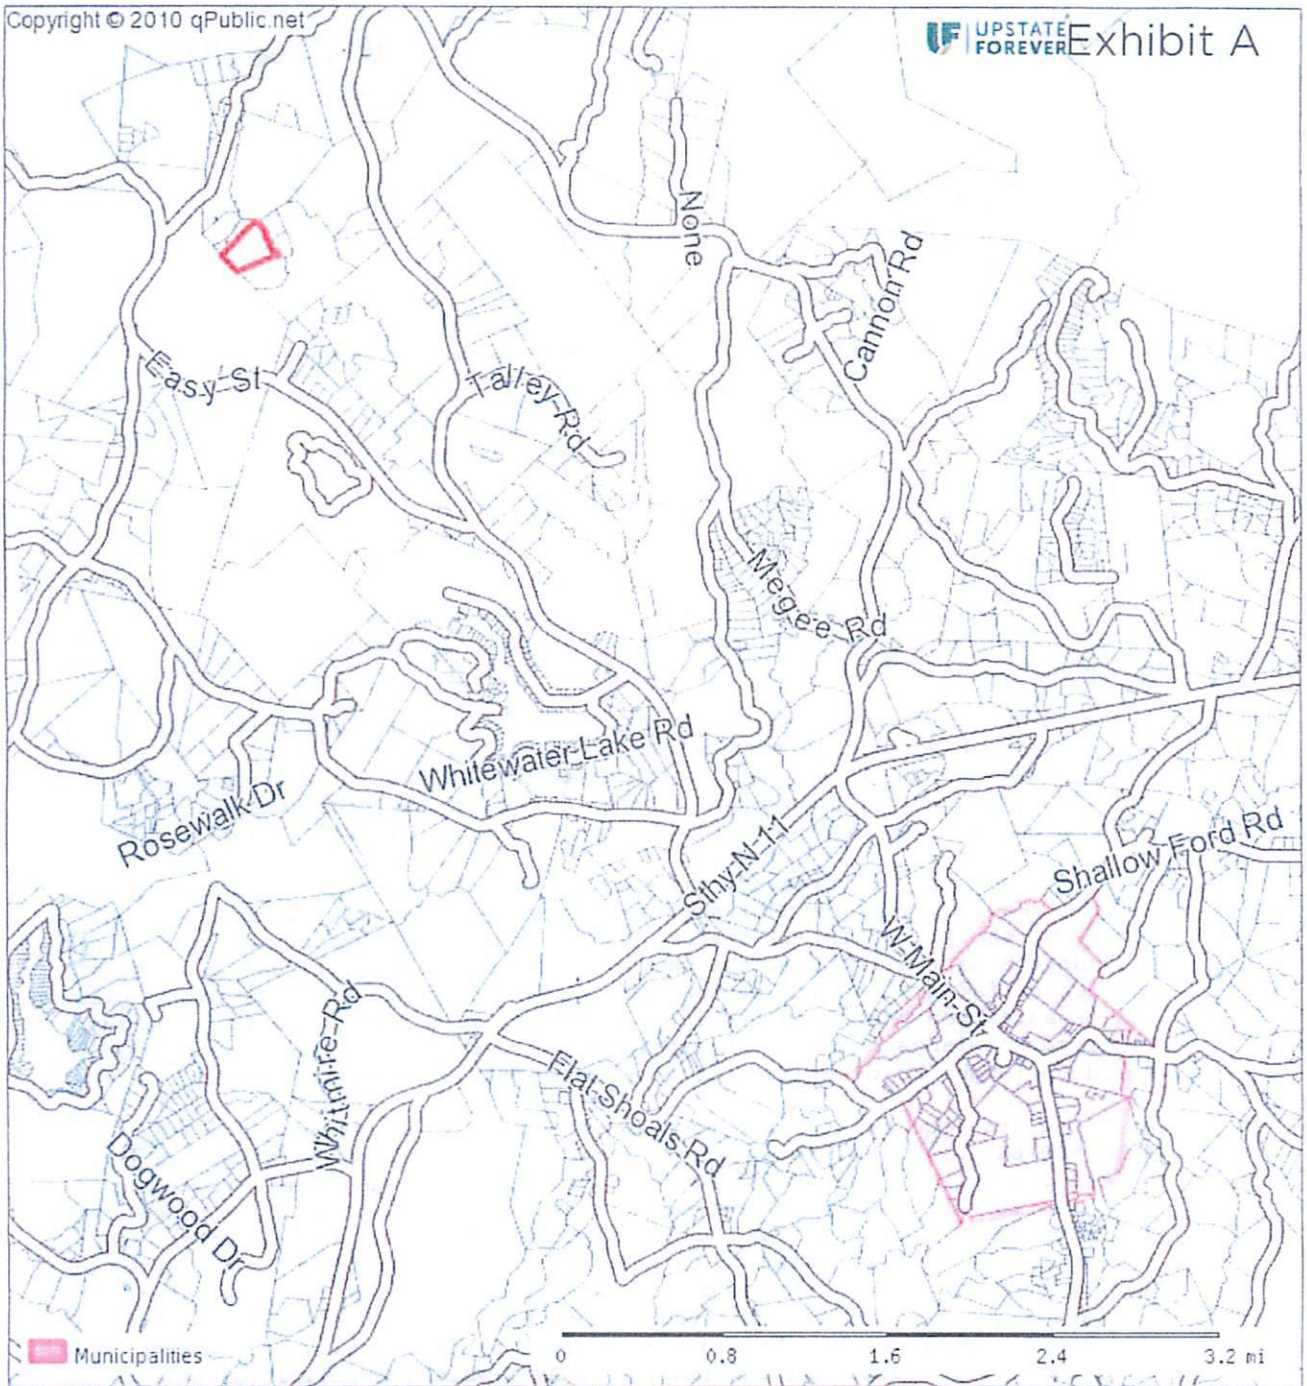 Copyright © 2010 qPublic.net
UF UPSTATE
FOREVER
Exhibit A
None
Cannon Rd
Easy St
Talley Rd
Megee Rd
Whitewater Lake Rd
Rosewalk Dr
Sthy N 11
Shallow Ford Rd
W Main St
Flat Shoals Rd
Dogwood Dr
Municipalities
0 0.8 1.6 2.4 3.2 mi